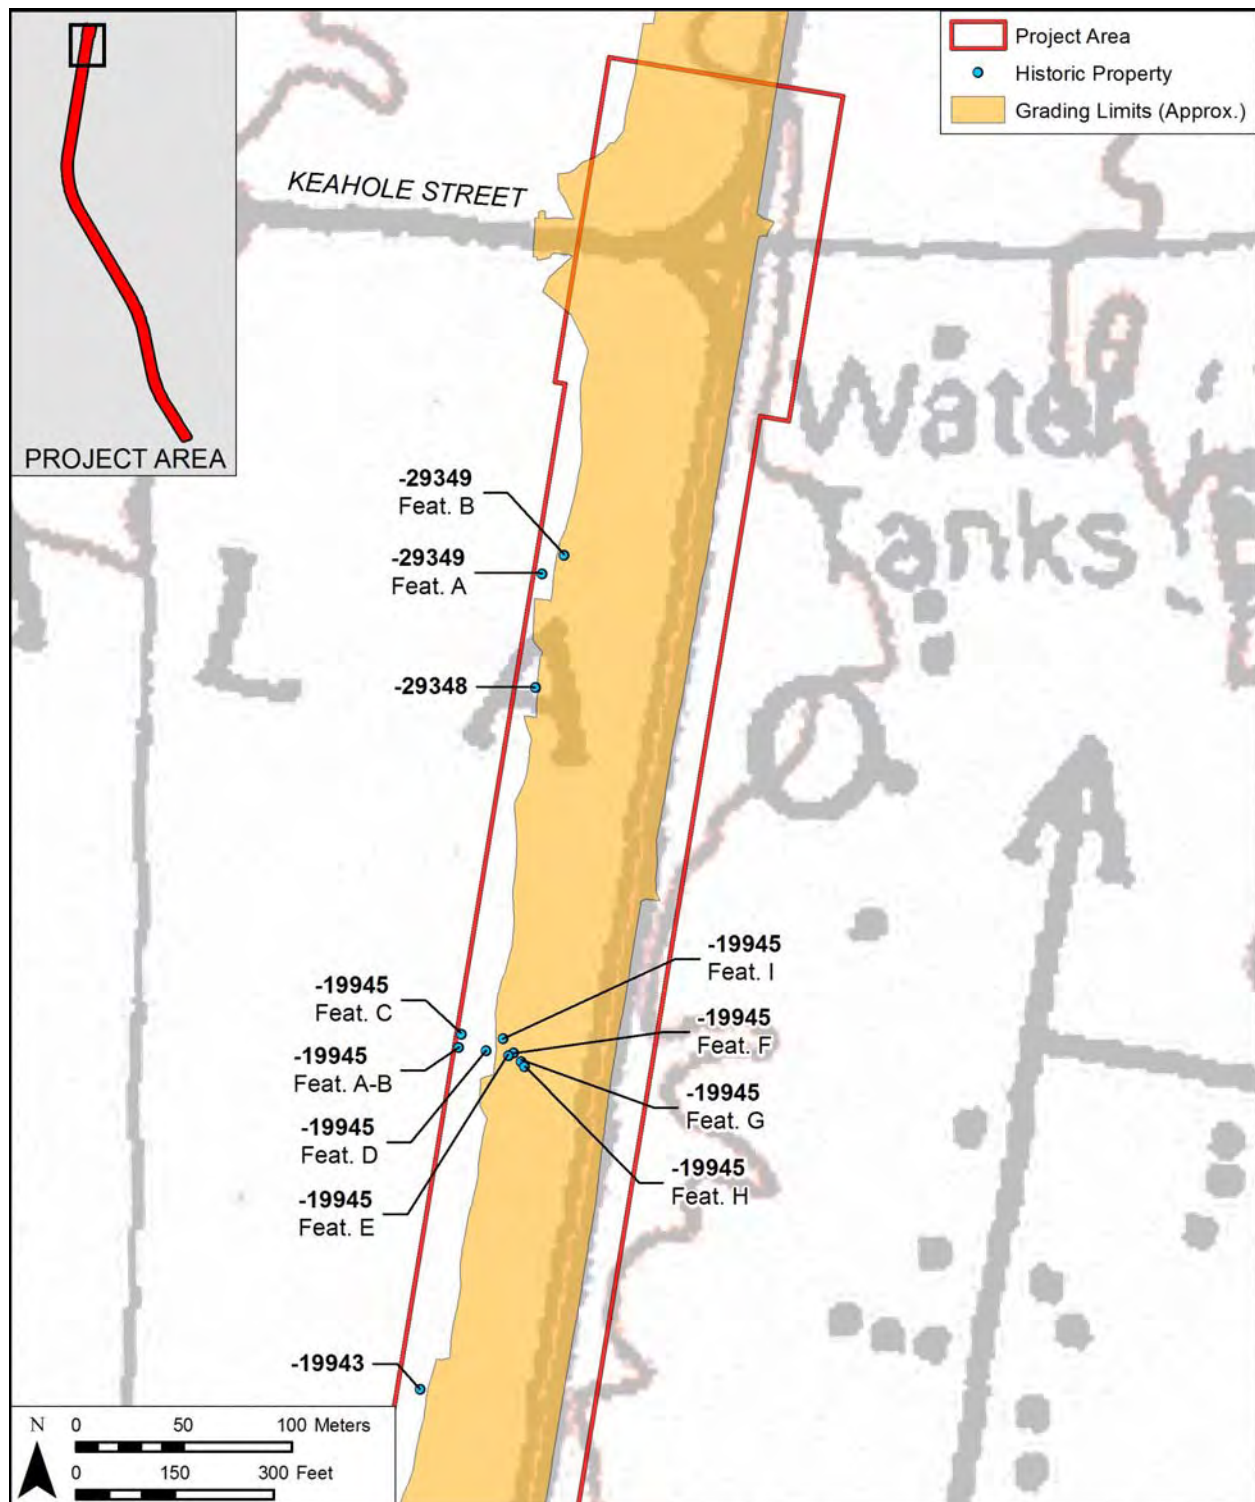 Project Area
Historic Property
Grading Limits (Approx.)
PROJECT AREA
KEAHOLE STREET
Water
Tanks
-29349
Feat. B
-29349
Feat. A
L
A
-29348
O
-19945
Feat. I
-19945
Feat. C
-19945
Feat. F
-19945
Feat. A-B
-19945
Feat. G
-19945
Feat. D
-19945
Feat. H
-19945
Feat. E
-19943
N
0 50 100 Meters
0 150 300 Feet